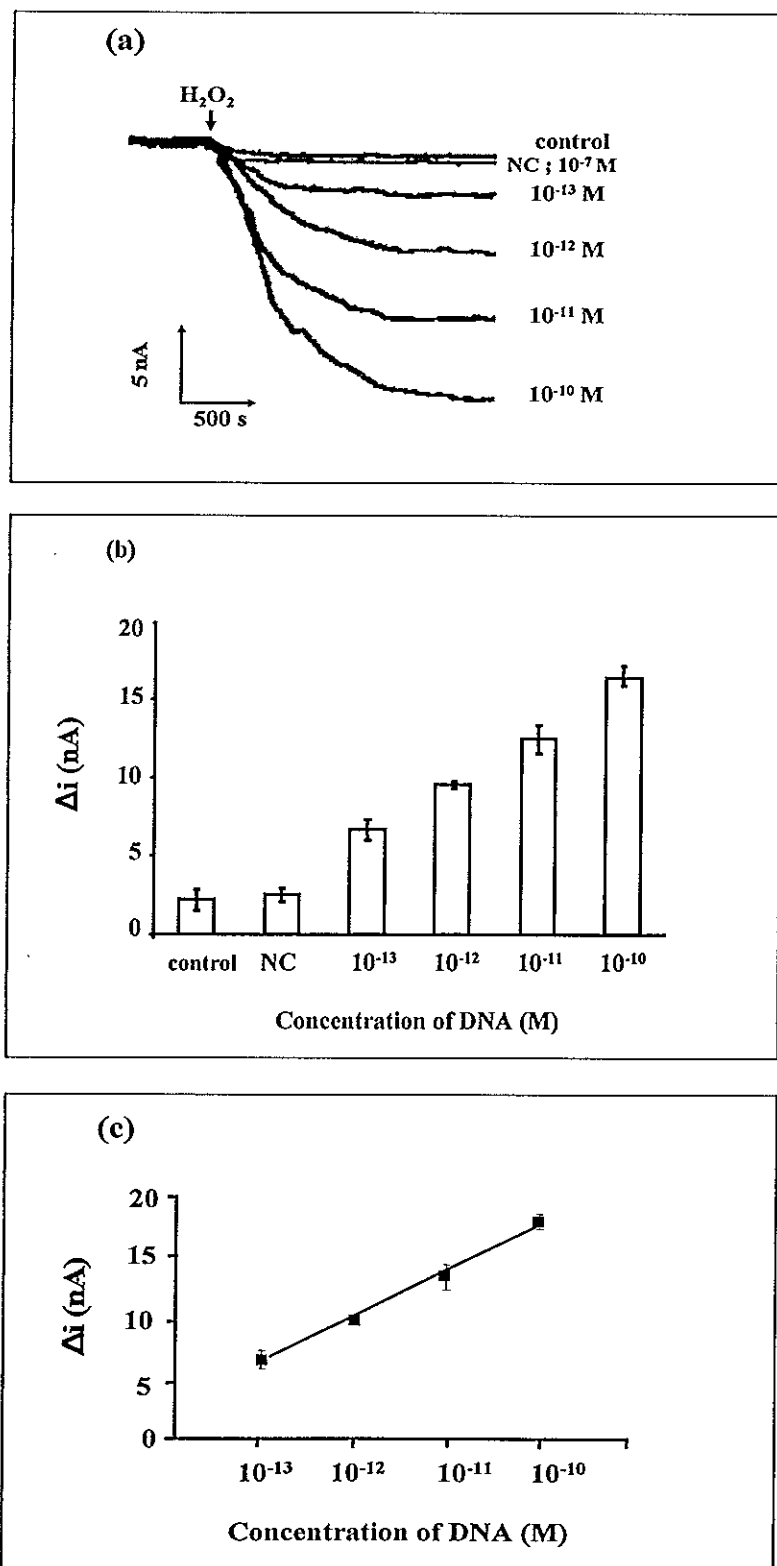 (a)
H₂O₂
control
NC ; 10⁻⁷ M
10⁻¹³ M
10⁻¹² M
10⁻¹¹ M
10⁻¹⁰ M
5 nA
500 s
(b)
Δi (nA)
20
15
10
5
0
control NC 10⁻¹³ 10⁻¹² 10⁻¹¹ 10⁻¹⁰
Concentration of DNA (M)
(c)
Δi (nA)
20
15
10
5
0
10⁻¹³ 10⁻¹² 10⁻¹¹ 10⁻¹⁰
Concentration of DNA (M)